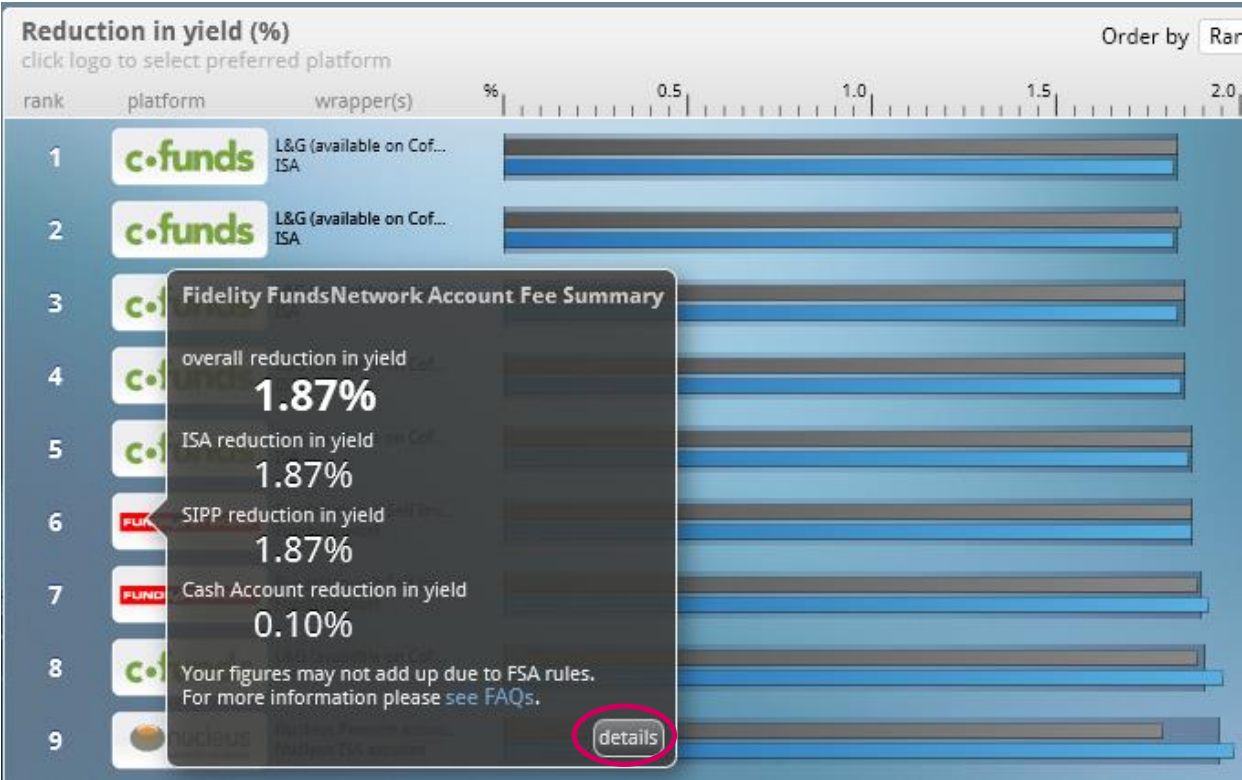 Reduction in yield (%)
Order by Ran
click logo to select preferred platform
rank platform wrapper(s) % 0.5 1.0 1.5 2.0
1 c•funds L&G (available on Cof...
ISA
2 c•funds L&G (available on Cof...
ISA
3
4
5
6
7
8
9
Fidelity FundsNetwork Account Fee Summary
overall reduction in yield
1.87%
ISA reduction in yield
1.87%
SIPP reduction in yield
1.87%
Cash Account reduction in yield
0.10%
Your figures may not add up due to FSA rules.
For more information please see FAQs.
details
nucleus